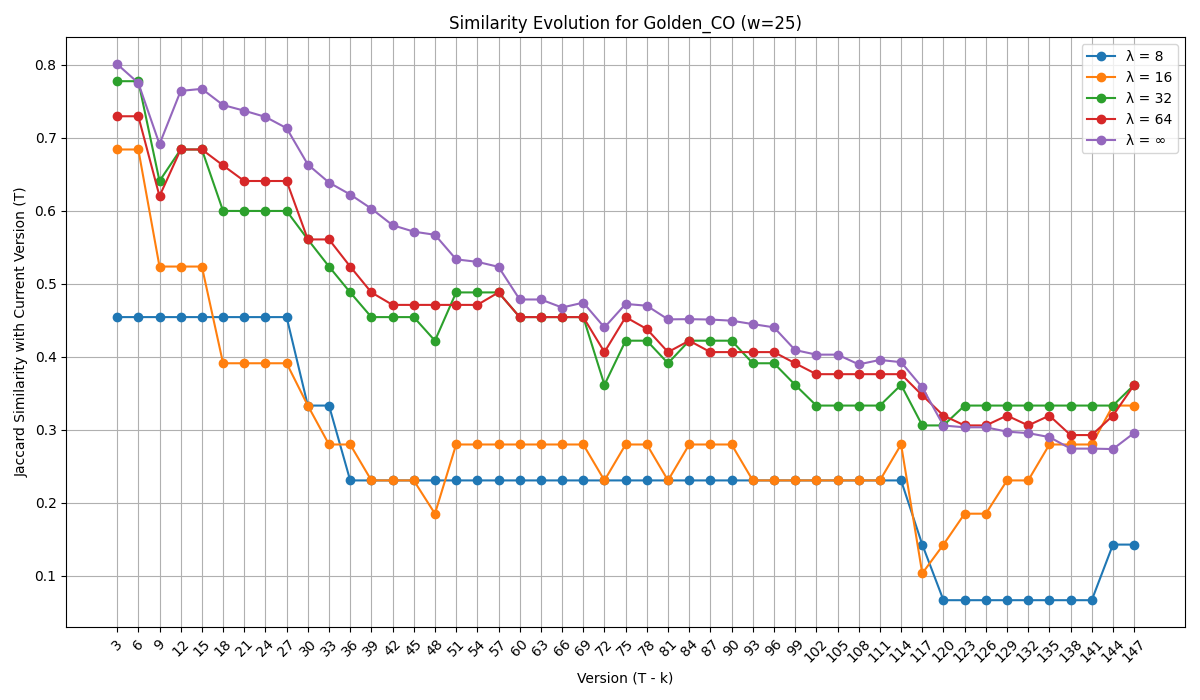 Similarity Evolution for Golden_CO (w=25)
λ = 8
λ = 16
λ = 32
λ = 64
λ = ∞
Jaccard Similarity with Current Version (T)
0.8
0.7
0.6
0.5
0.4
0.3
0.2
0.1
3 6 9 12 15 18 21 24 27 30 33 36 39 42 45 48 51 54 57 60 63 66 69 72 75 78 81 84 87 90 93 96 99 102 105 108 111 114 117 120 123 126 129 132 135 138 141 144 147
Version (T - k)